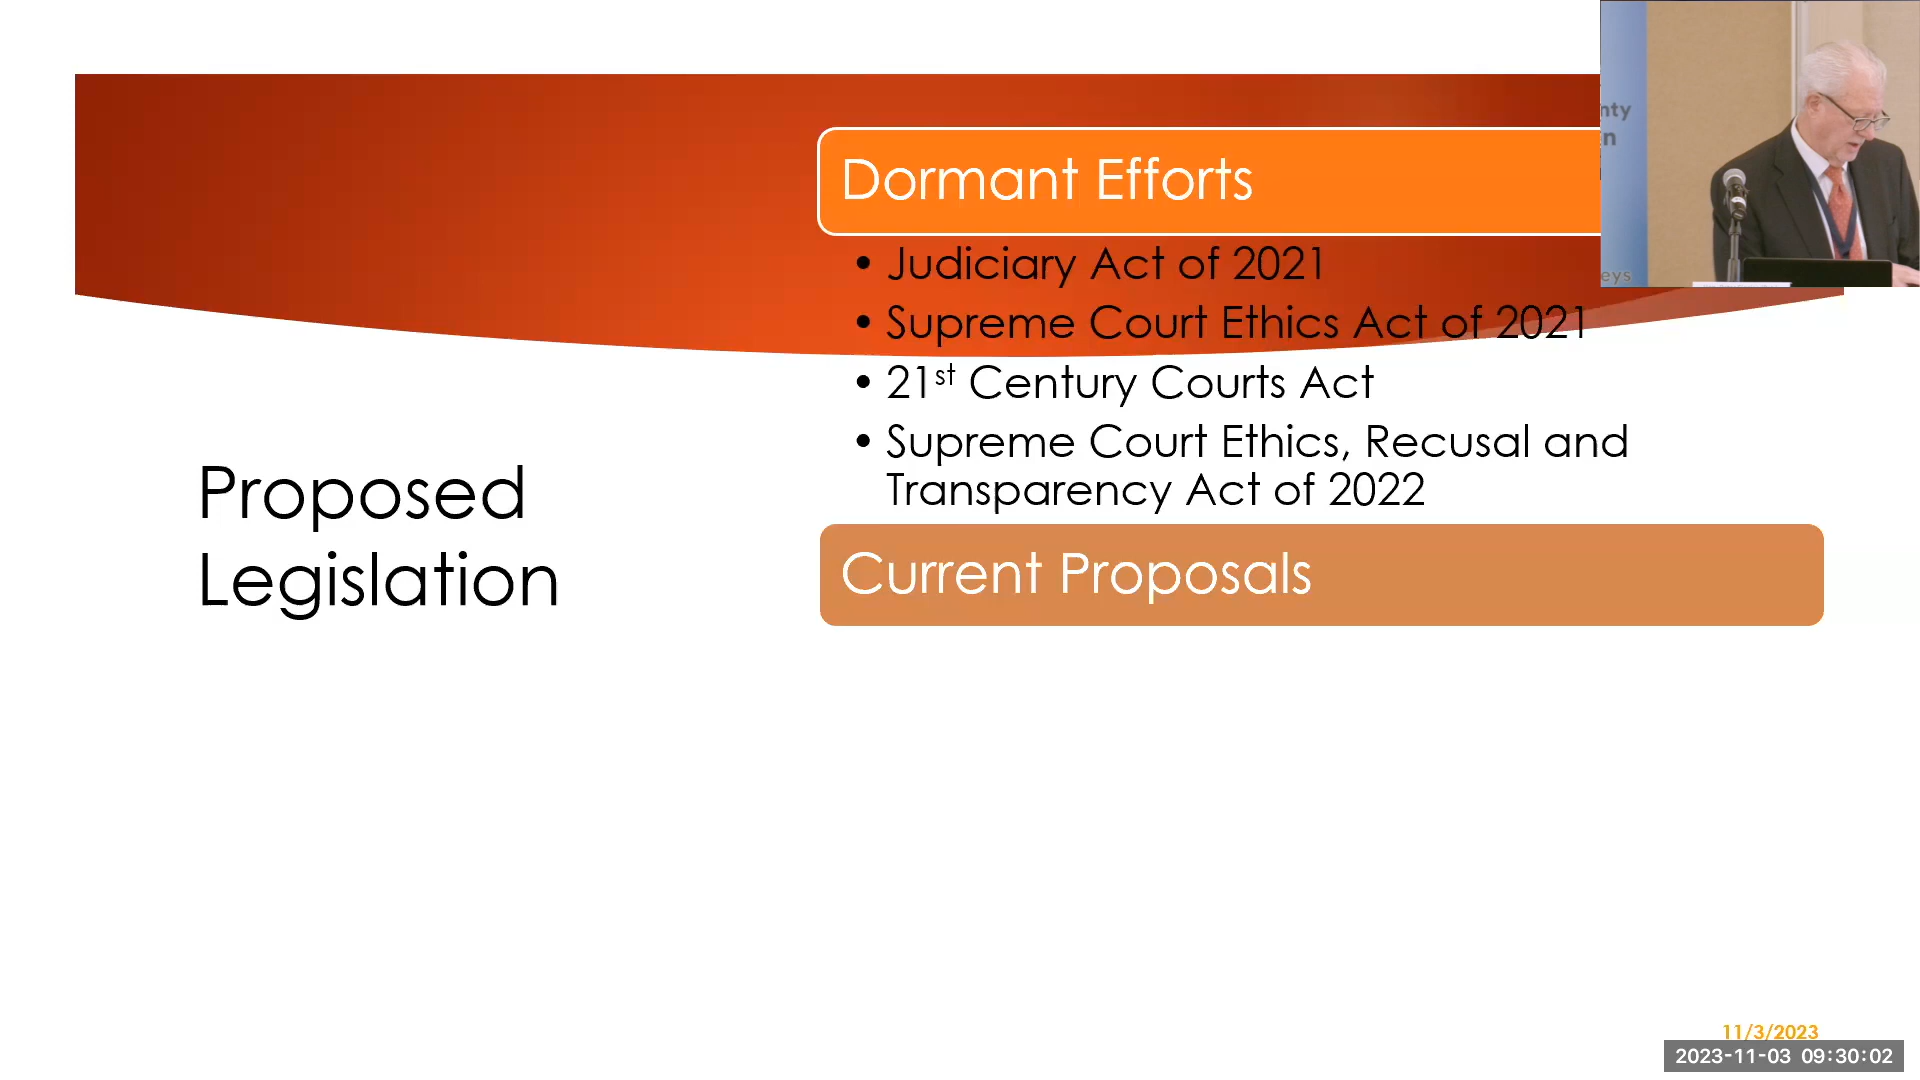 Dormant Efforts
• Judiciary Act of 2021
• Supreme Court Ethics Act of 2021
• 21st Century Courts Act
• Supreme Court Ethics, Recusal and
Transparency Act of 2022
Proposed
Legislation
Current Proposals
11/3/2023
2023-11-03 09:30:02